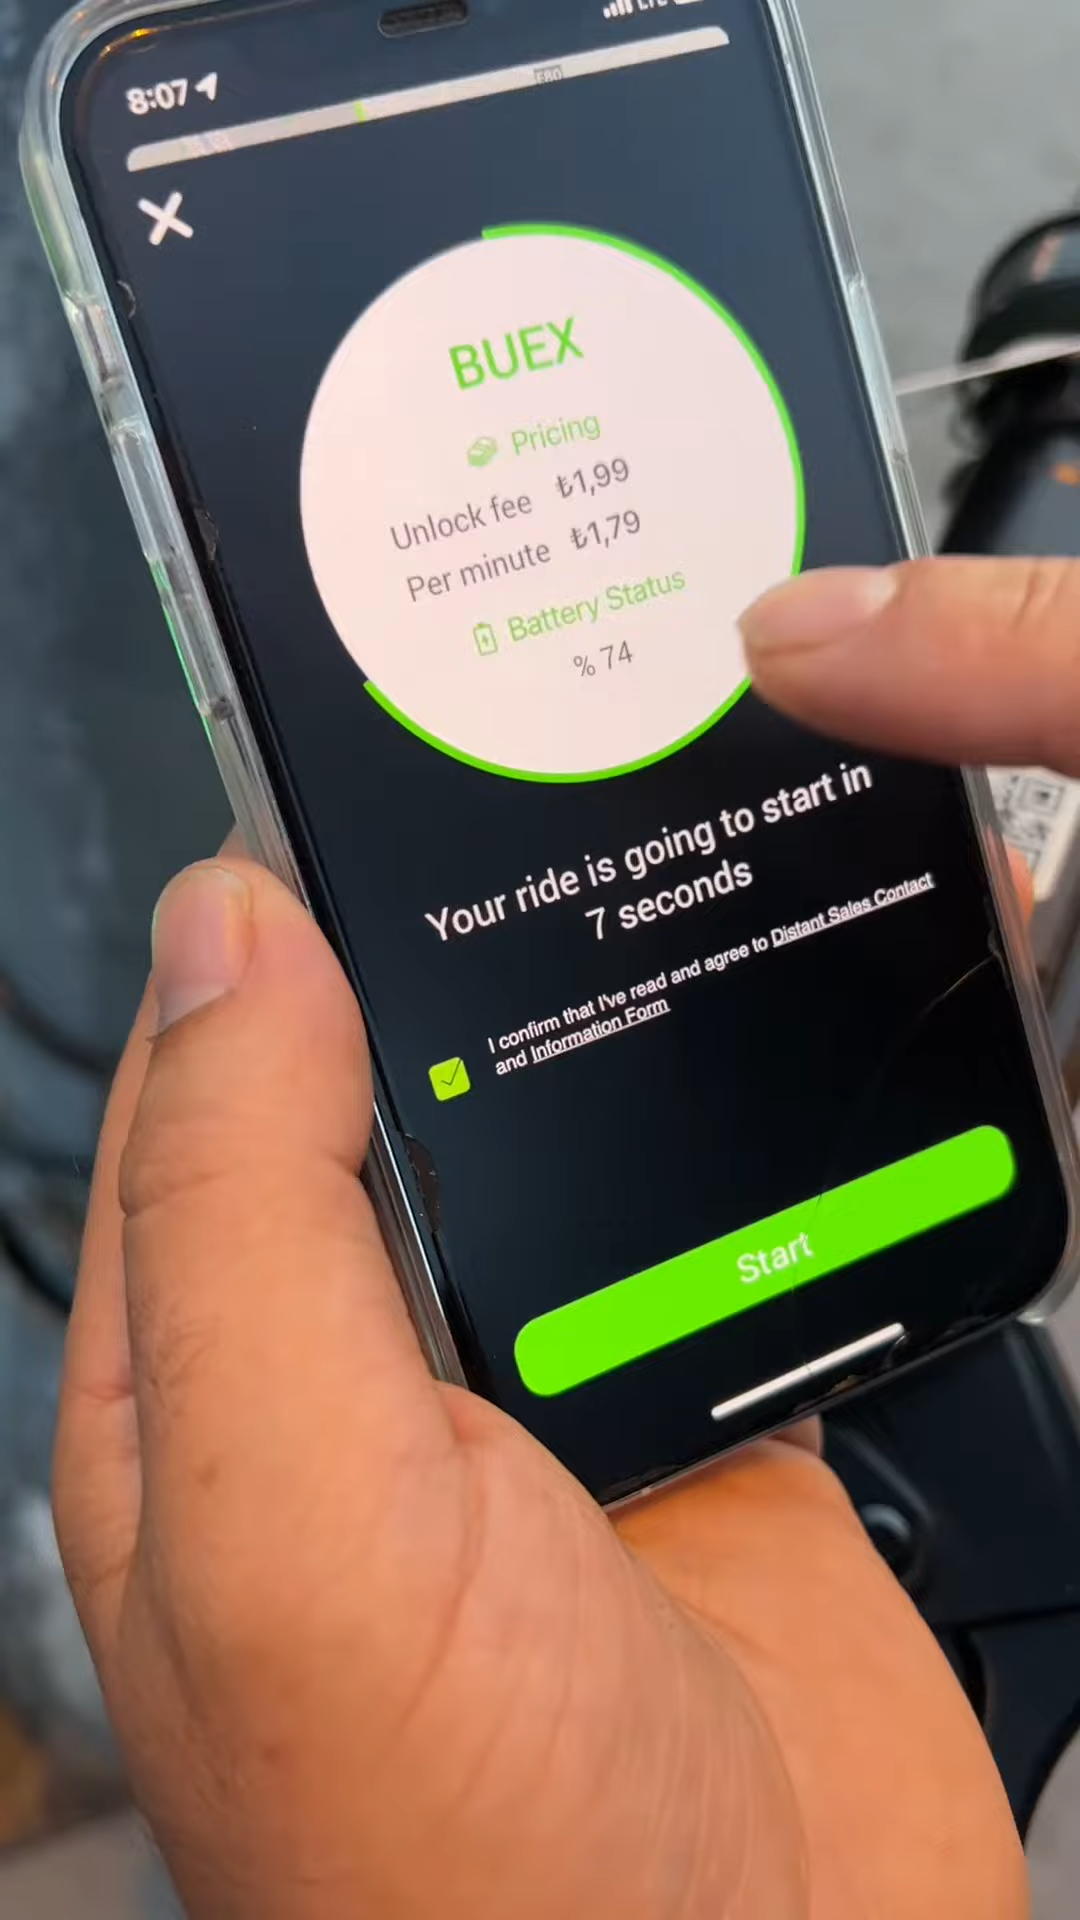 LTE
8:07
BUEX
Pricing
Unlock fee ₺1,99
Per minute ₺1,79
Battery Status
% 74
Your ride is going to start in
7 seconds
I confirm that I've read and agree to Distant Sales Contact
and Information Form
Start